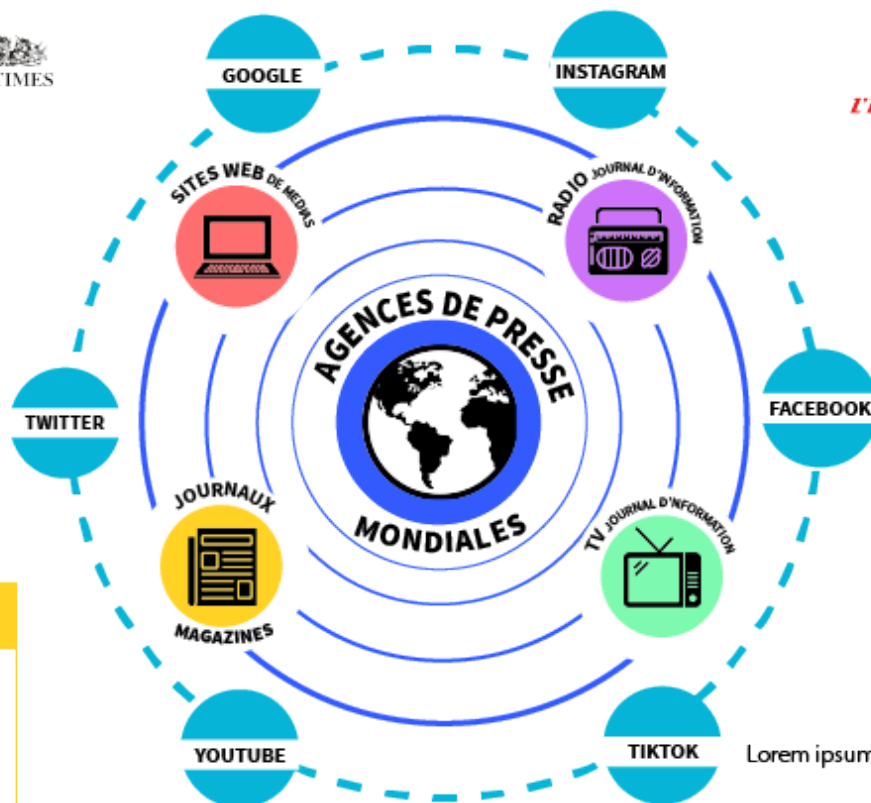 GOOGLE
INSTAGRAM
TIMES
SITES WEB DE MEDIAS
RADIO JOURNAL D'INFORMATION
AGENCES DE PRESSE
MONDIALES
TWITTER
FACEBOOK
JOURNAUX
MAGAZINES
TV JOURNAL D'NFORMATION
YOUTUBE
TIKTOK
Lorem ipsum